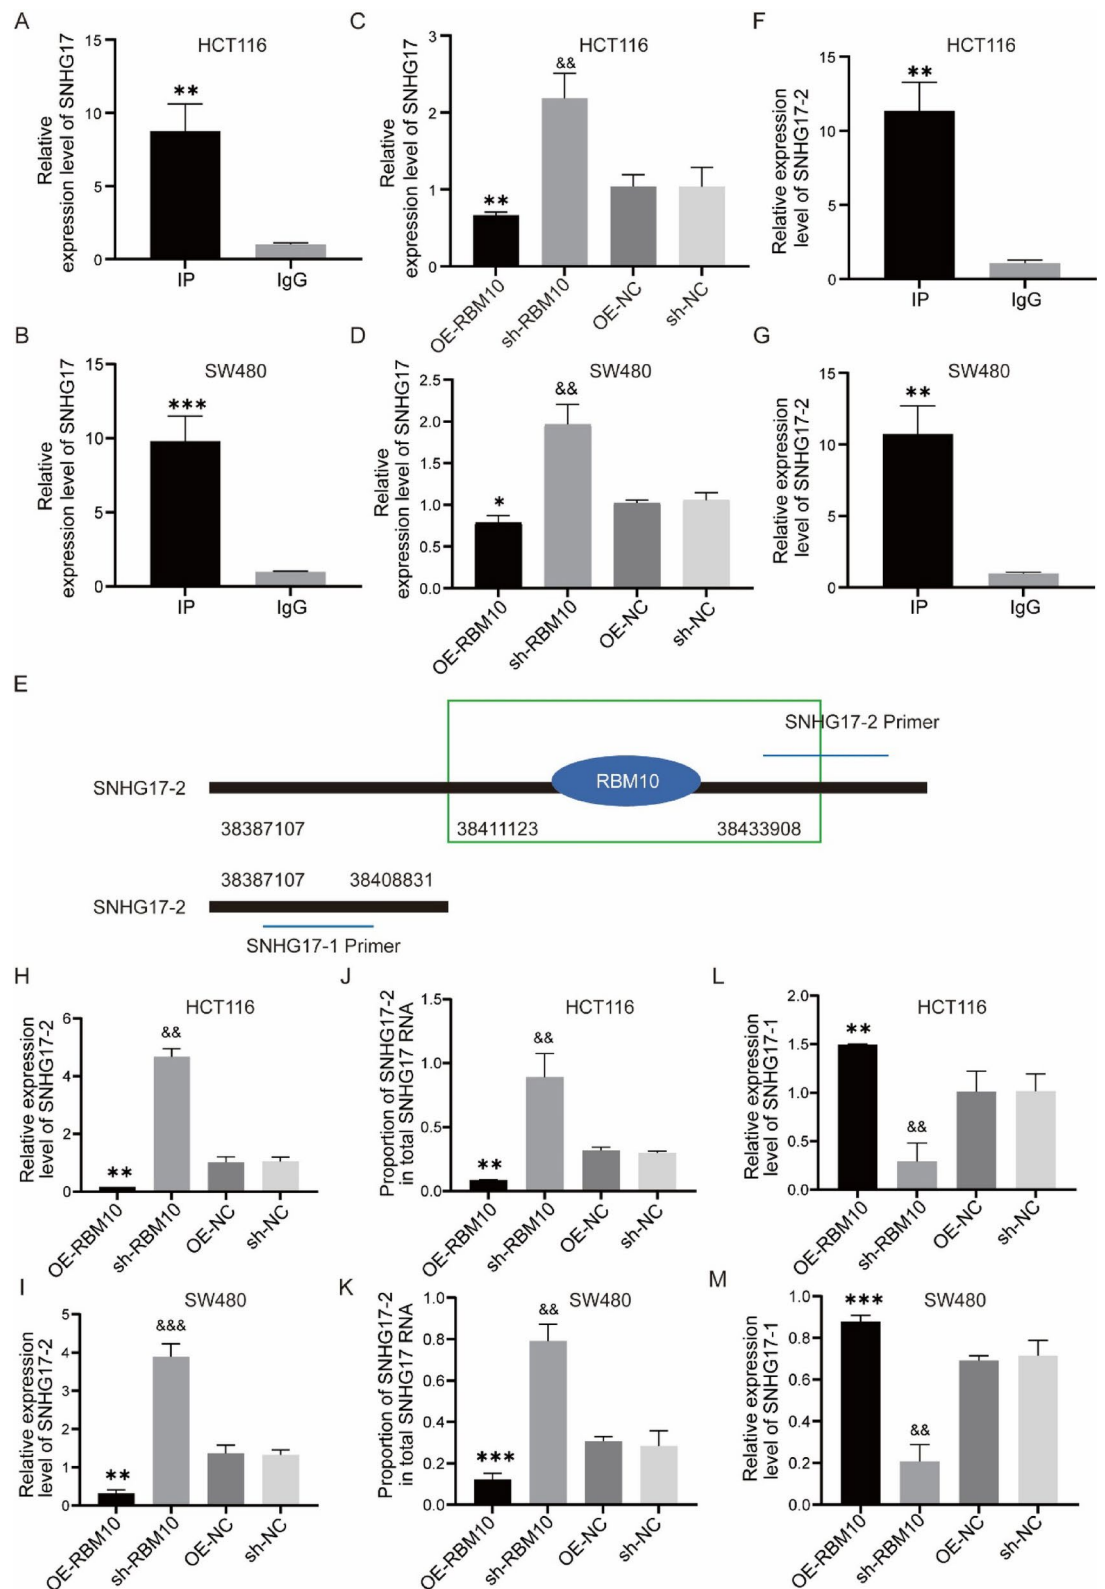 A
HCT116
Relative
expression level of SNHG17
15
10
5
0
**
IP
IgG
C
HCT116
Relative
expression level of SNHG17
3
2
1
0
**
&&
OE-RBM10
sh-RBM10
OE-NC
sh-NC
F
HCT116
Relative expression
level of SNHG17-2
15
10
5
0
**
IP
IgG
B
SW480
Relative
expression level of SNHG17
15
10
5
0
***
IP
IgG
D
SW480
Relative
expression level of SNHG17
2.5
2.0
1.5
1.0
0.5
0.0
*
&&
OE-RBM10
sh-RBM10
OE-NC
sh-NC
G
SW480
Relative expression
level of SNHG17-2
15
10
5
0
**
IP
IgG
E
SNHG17-2 Primer
SNHG17-2
RBM10
38387107
38411123
38433908
38387107
38408831
SNHG17-2
SNHG17-1 Primer
H
HCT116
Relative expression
level of SNHG17-2
6
4
2
0
**
&&
OE-RBM10
sh-RBM10
OE-NC
sh-NC
J
HCT116
Proportion of SNHG17-2
in total SNHG17 RNA
1.5
1.0
0.5
0.0
**
&&
OE-RBM10
sh-RBM10
OE-NC
sh-NC
L
HCT116
Relative expression
level of SNHG17-1
2.0
1.5
1.0
0.5
0.0
**
&&
OE-RBM10
sh-RBM10
OE-NC
sh-NC
I
SW480
Relative expression
level of SNHG17-2
5
4
3
2
1
0
**
&&&
OE-RBM10
sh-RBM10
OE-NC
sh-NC
K
SW480
Proportion of SNHG17-2
in total SNHG17 RNA
1.0
0.8
0.6
0.4
0.2
0.0
***
&&
OE-RBM10
sh-RBM10
OE-NC
sh-NC
M
SW480
Relative expression
level of SNHG17-1
1.0
0.8
0.6
0.4
0.2
0.0
***
&&
OE-RBM10
sh-RBM10
OE-NC
sh-NC